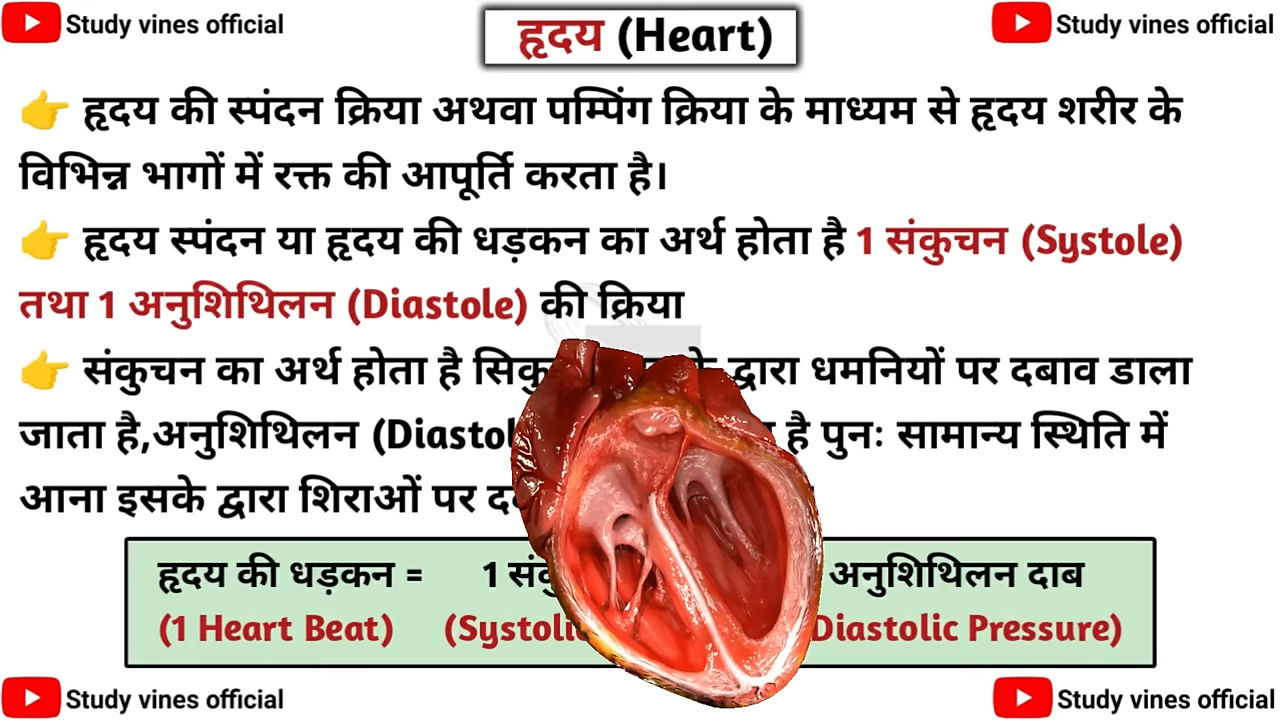 Study vines official
हृदय (Heart)
Study vines official
👉 हृदय की स्पंदन क्रिया अथवा पम्पिंग क्रिया के माध्यम से हृदय शरीर के
विभिन्न भागों में रक्त की आपूर्ति करता है।
👉 हृदय स्पंदन या हृदय की धड़कन का अर्थ होता है 1 संकुचन (Systole)
तथा 1 अनुशिथिलन (Diastole) की क्रिया
👉 संकुचन का अर्थ होता है द्वारा धमनियों पर दबाव डाला
जाता है,अनुशिथिलन है पुनः सामान्य स्थिति में
आना इसके द्वारा शिराओं पर
हृदय की धड़कन = 1 अनुशिथिलन दाब
(1 Heart Beat) Diastolic Pressure)
Study vines official
Study vines official